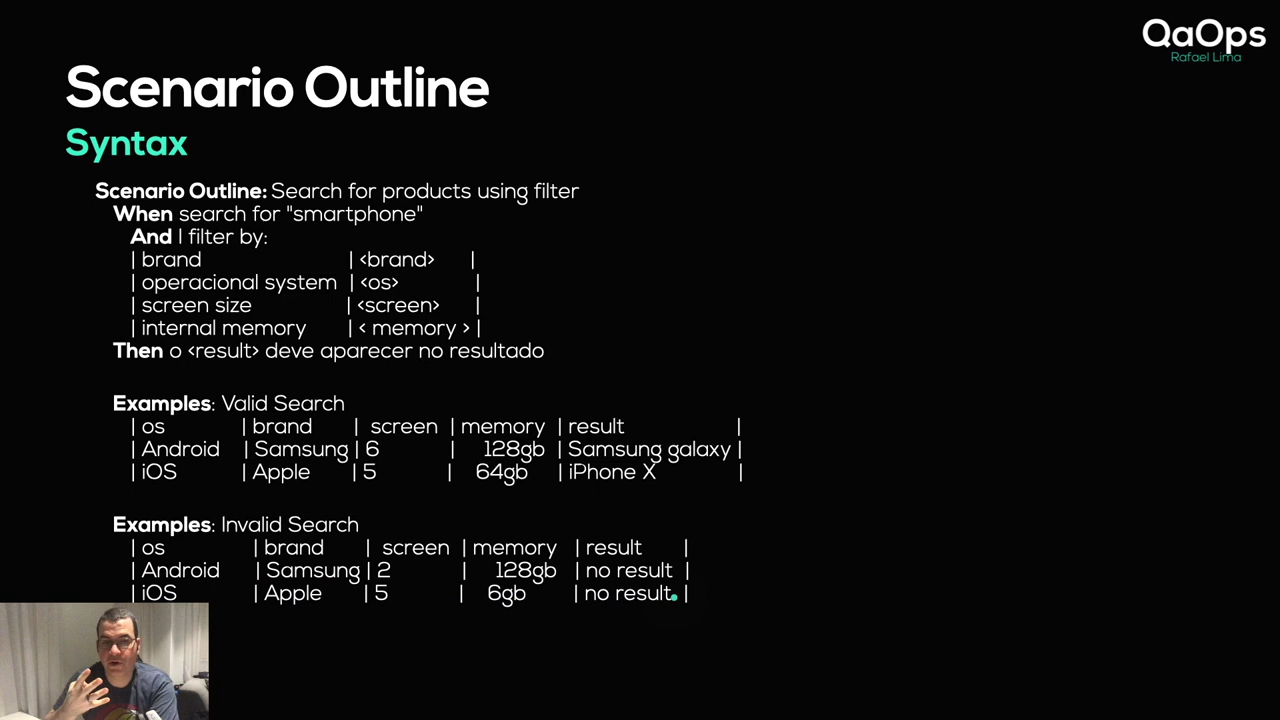 QaOps
Rafael Lima
Scenario Outline
Syntax
Scenario Outline: Search for products using filter
When search for "smartphone"
And I filter by:
| brand | <brand> |
| operacional system | <os> |
| screen size | <screen> |
| internal memory | < memory > |
Then o <result> deve aparecer no resultado
Examples: Valid Search
| os | brand | screen | memory | result |
| Android | Samsung | 6 | 128gb | Samsung galaxy |
| iOS | Apple | 5 | 64gb | iPhone X |
Examples: Invalid Search
| os | brand | screen | memory | result |
| Android | Samsung | 2 | 128gb | no result |
| iOS | Apple | 5 | 6gb | no result |